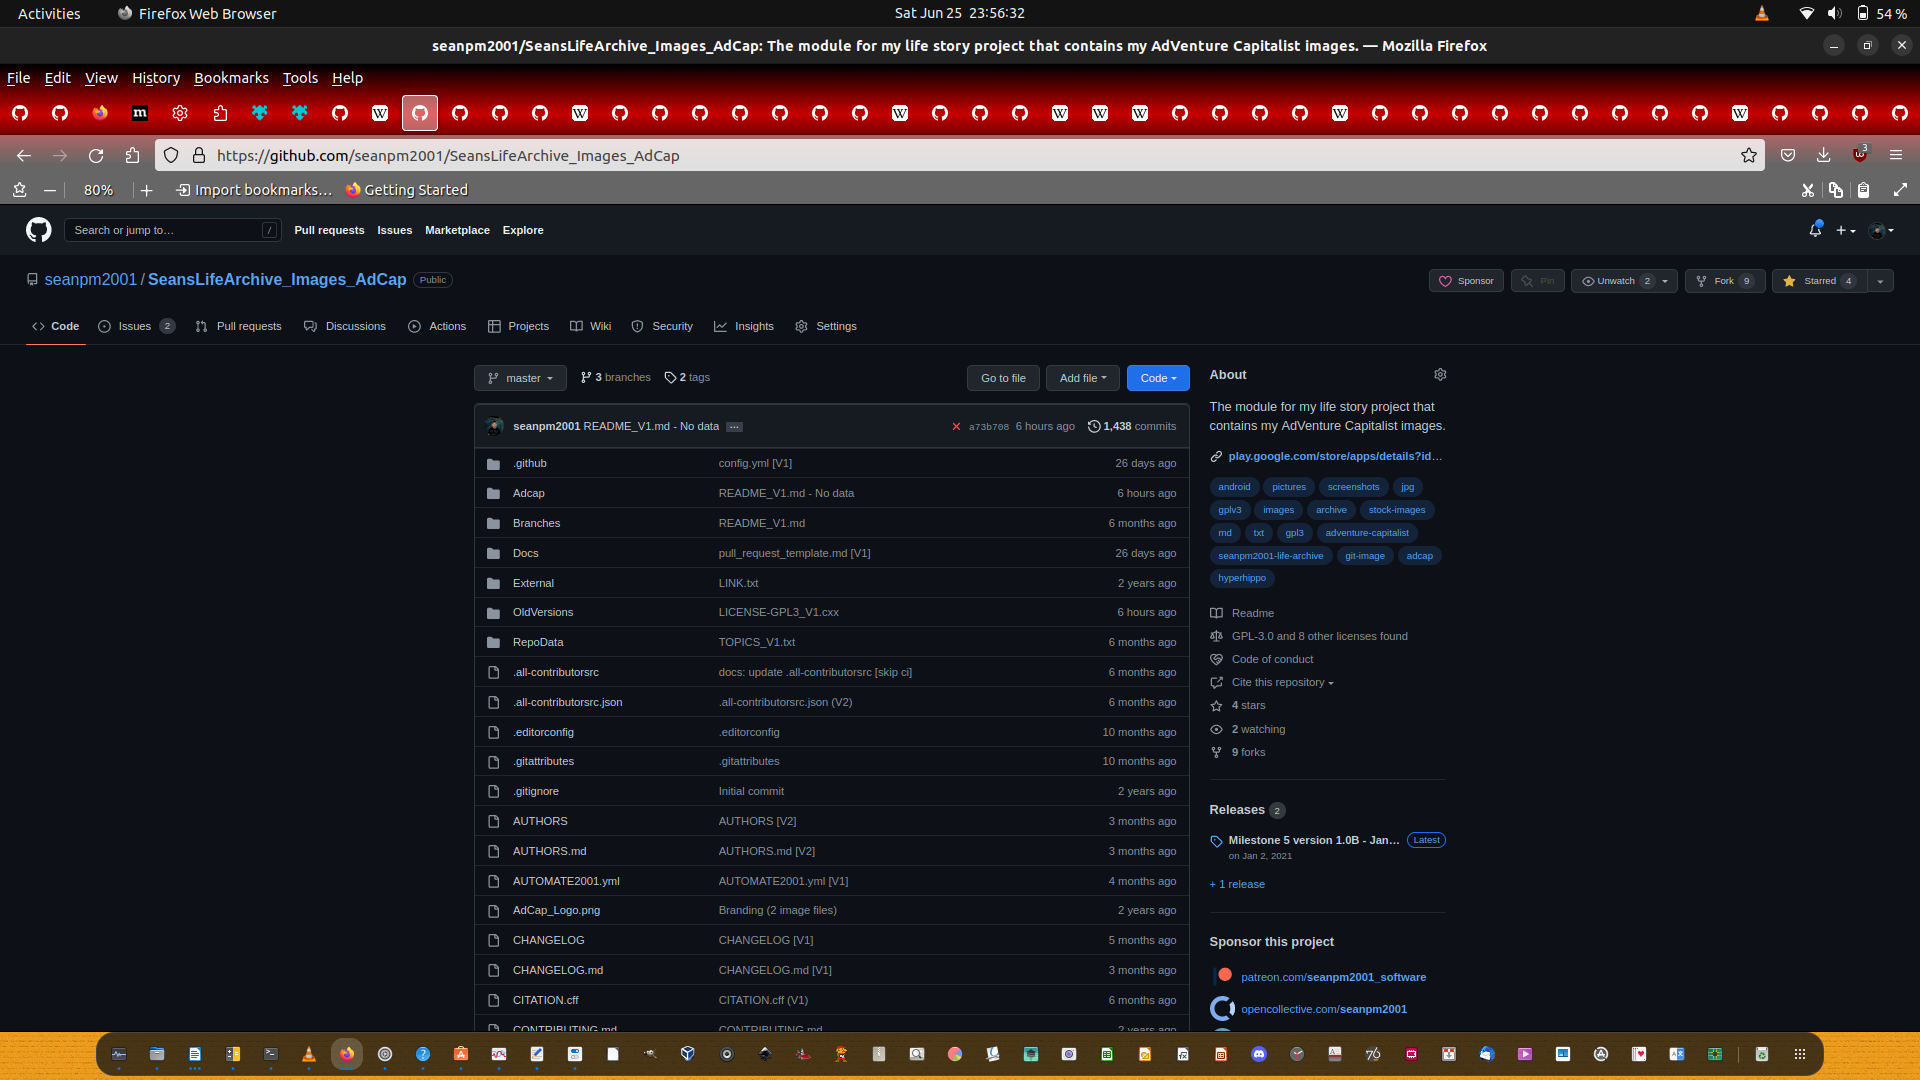 Activities Firefox Web Browser Sat Jun 25 23:56:32 54 %
seanpm2001/SeansLifeArchive_Images_AdCap: The module for my life story project that contains my AdVenture Capitalist images. — Mozilla Firefox
File Edit View History Bookmarks Tools Help
https://github.com/seanpm2001/SeansLifeArchive_Images_AdCap 3
80% Import bookmarks… Getting Started
Search or jump to… / Pull requests Issues Marketplace Explore
seanpm2001 / SeansLifeArchive_Images_AdCap Public Sponsor Pin Unwatch 2 Fork 9 Starred 4
Code Issues 2 Pull requests Discussions Actions Projects Wiki Security Insights Settings
master 3 branches 2 tags Go to file Add file Code
seanpm2001 README_V1.md - No data ... a73b708 6 hours ago 1,438 commits
.github config.yml [V1] 26 days ago
Adcap README_V1.md - No data 6 hours ago
Branches README_V1.md 6 months ago
Docs pull_request_template.md [V1] 26 days ago
External LINK.txt 2 years ago
OldVersions LICENSE-GPL3_V1.cxx 6 hours ago
RepoData TOPICS_V1.txt 6 months ago
.all-contributorsrc docs: update .all-contributorsrc [skip ci] 6 months ago
.all-contributorsrc.json .all-contributorsrc.json (V2) 6 months ago
.editorconfig .editorconfig 10 months ago
.gitattributes .gitattributes 10 months ago
.gitignore Initial commit 2 years ago
AUTHORS AUTHORS [V2] 3 months ago
AUTHORS.md AUTHORS.md [V2] 3 months ago
AUTOMATE2001.yml AUTOMATE2001.yml [V1] 4 months ago
AdCap_Logo.png Branding (2 image files) 2 years ago
CHANGELOG CHANGELOG [V1] 5 months ago
CHANGELOG.md CHANGELOG.md [V1] 3 months ago
CITATION.cff CITATION.cff (V1) 6 months ago
CONTRIBUTING.md CONTRIBUTING.md 2 years ago
About
The module for my life story project that
contains my AdVenture Capitalist images.
play.google.com/store/apps/details?id…
android pictures screenshots jpg
gplv3 images archive stock-images
md txt gpl3 adventure-capitalist
seanpm2001-life-archive git-image adcap
hyperhippo
Readme
GPL-3.0 and 8 other licenses found
Code of conduct
Cite this repository
4 stars
2 watching
9 forks
Releases 2
Milestone 5 version 1.0B - Jan… Latest
on Jan 2, 2021
+ 1 release
Sponsor this project
patreon.com/seanpm2001_software
opencollective.com/seanpm2001